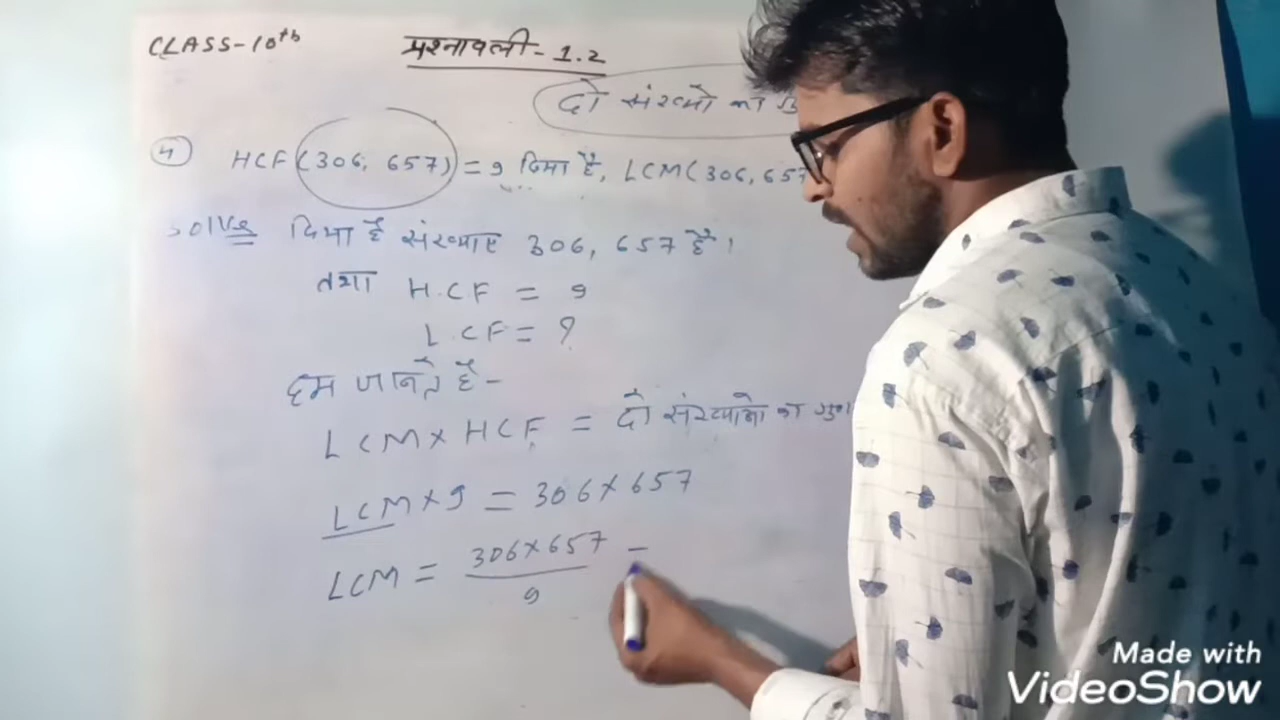 CLASS-10th
प्रश्नावली-1.2
दो संख्यो का
4 HCF(306, 657) = 9 दिया है, LCM(306, 657
Solve दिया है संख्याए 306, 657 है।
तथा H.CF = 9
L.CF = ?
हम जानते है -
LCM X HCF = दो संख्याओ का गुणा
LCM X 9 = 306 X 657
LCM = 306 X 657 / 9 =
Made with
VideoShow